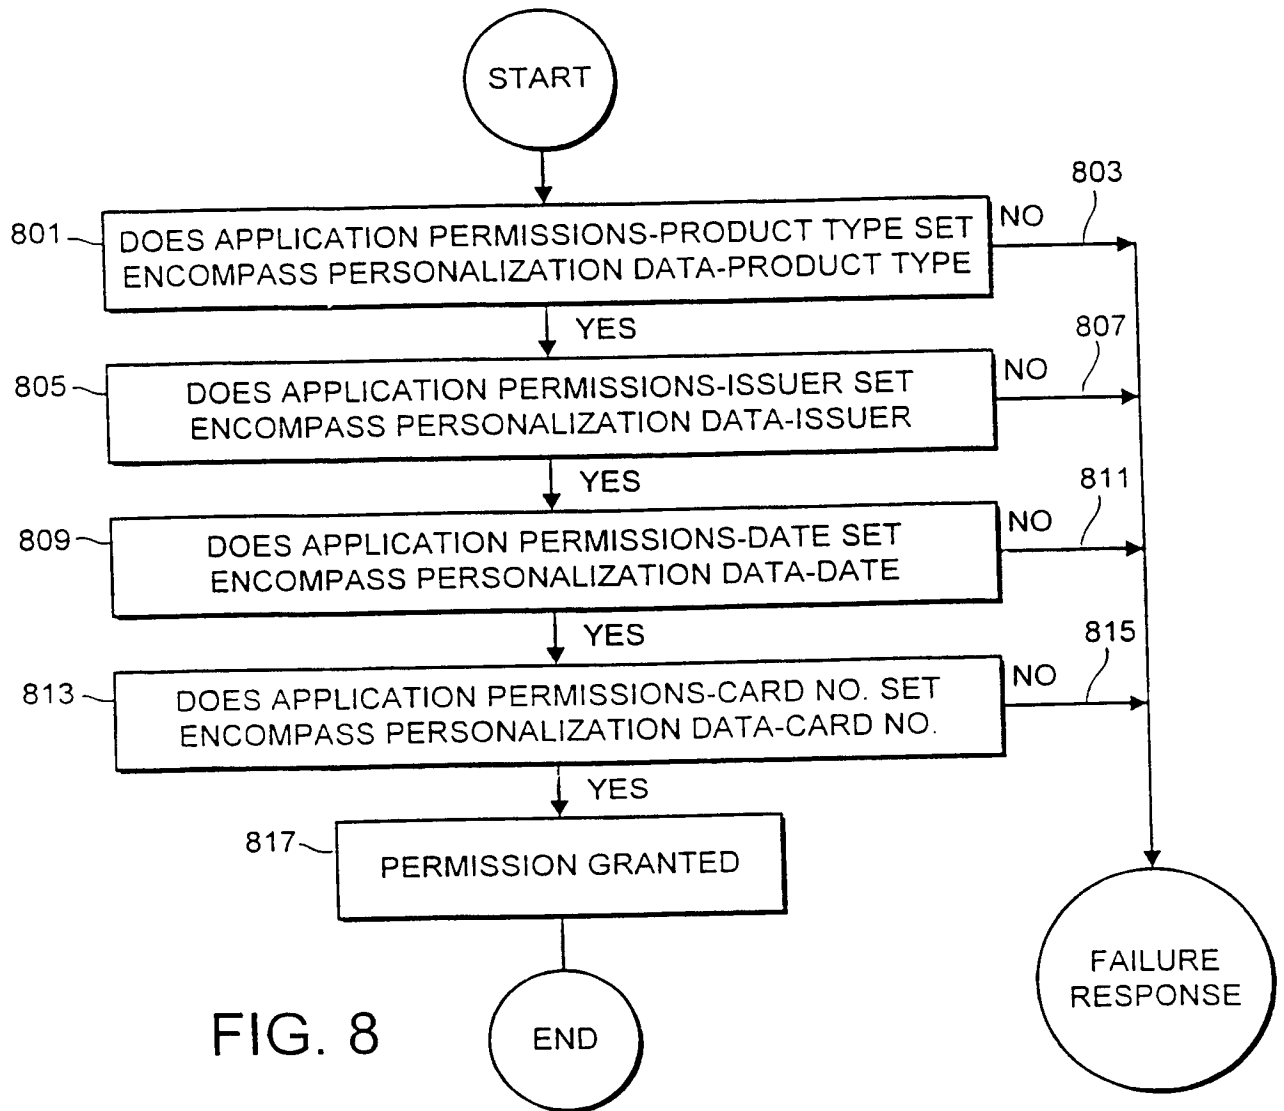 START
803
NO
801
DOES APPLICATION PERMISSIONS-PRODUCT TYPE SET
ENCOMPASS PERSONALIZATION DATA-PRODUCT TYPE
YES
807
NO
805
DOES APPLICATION PERMISSIONS-ISSUER SET
ENCOMPASS PERSONALIZATION DATA-ISSUER
YES
811
NO
809
DOES APPLICATION PERMISSIONS-DATE SET
ENCOMPASS PERSONALIZATION DATA-DATE
YES
815
NO
813
DOES APPLICATION PERMISSIONS-CARD NO. SET
ENCOMPASS PERSONALIZATION DATA-CARD NO.
YES
817
PERMISSION GRANTED
FAILURE
RESPONSE
END
FIG. 8